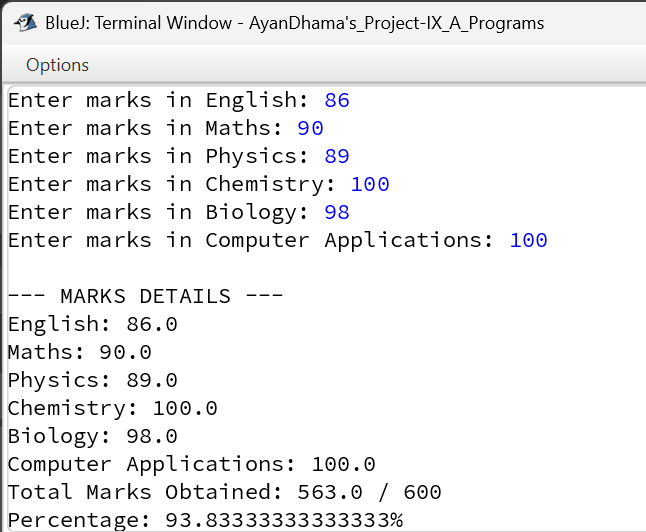 BlueJ: Terminal Window - AyanDhama's_Project-IX_A_Programs
Options
Enter marks in English: 86
Enter marks in Maths: 90
Enter marks in Physics: 89
Enter marks in Chemistry: 100
Enter marks in Biology: 98
Enter marks in Computer Applications: 100
--- MARKS DETAILS ---
English: 86.0
Maths: 90.0
Physics: 89.0
Chemistry: 100.0
Biology: 98.0
Computer Applications: 100.0
Total Marks Obtained: 563.0 / 600
Percentage: 93.83333333333333%